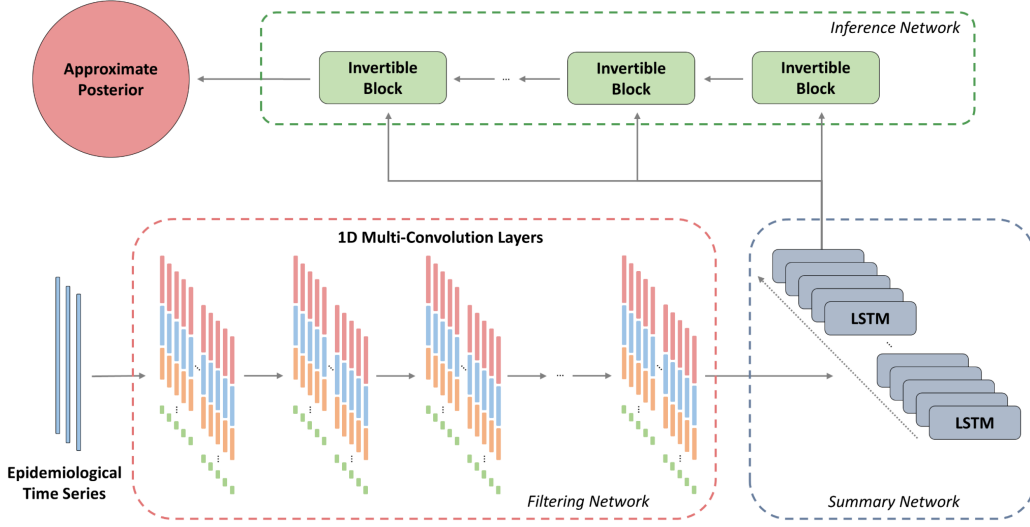 Inference Network
Approximate
Posterior
Invertible
Block
...
Invertible
Block
Invertible
Block
1D Multi-Convolution Layers
LSTM
...
LSTM
...
Epidemiological
Time Series
Filtering Network
Summary Network